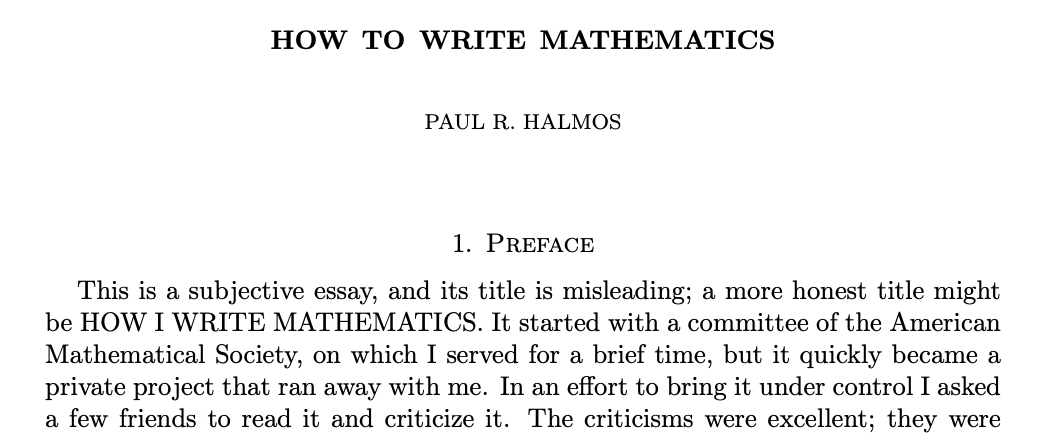 HOW TO WRITE MATHEMATICS
PAUL R. HALMOS
1. PREFACE
This is a subjective essay, and its title is misleading; a more honest title might
be HOW I WRITE MATHEMATICS. It started with a committee of the American
Mathematical Society, on which I served for a brief time, but it quickly became a
private project that ran away with me. In an effort to bring it under control I asked
a few friends to read it and criticize it. The criticisms were excellent; they were